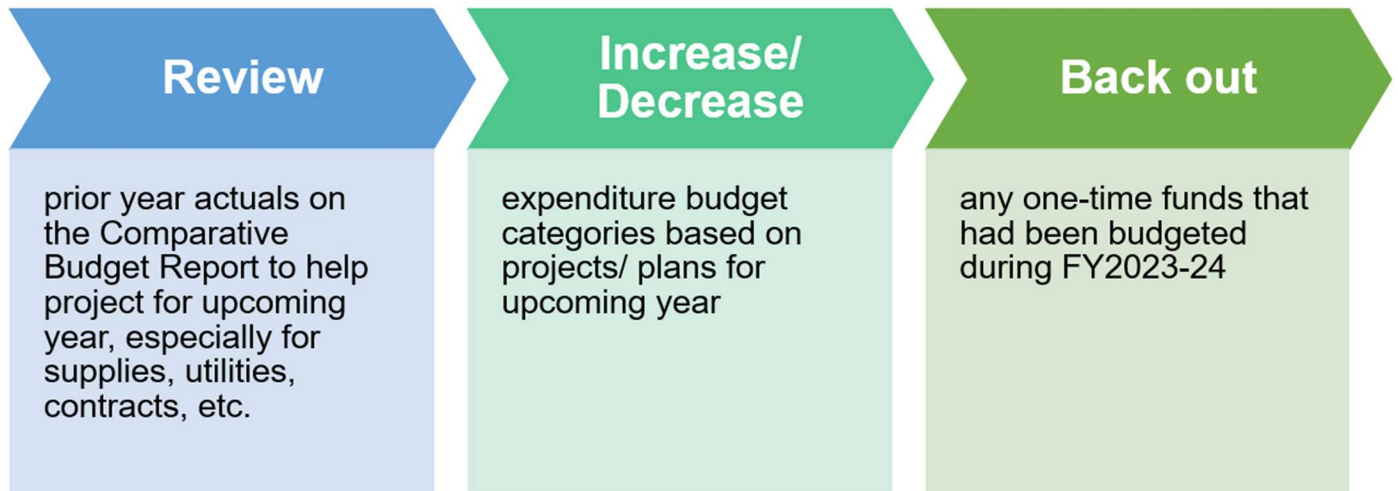 Review
prior year actuals on
the Comparative
Budget Report to help
project for upcoming
year, especially for
supplies, utilities,
contracts, etc.
Increase/
Decrease
expenditure budget
categories based on
projects/ plans for
upcoming year
Back out
any one-time funds that
had been budgeted
during FY2023-24